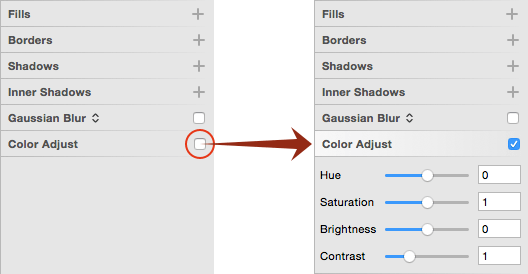 Fills
Borders
Shadows
Inner Shadows
Gaussian Blur
Color Adjust
Fills
Borders
Shadows
Inner Shadows
Gaussian Blur
Color Adjust
Hue 0
Saturation 1
Brightness 0
Contrast 1